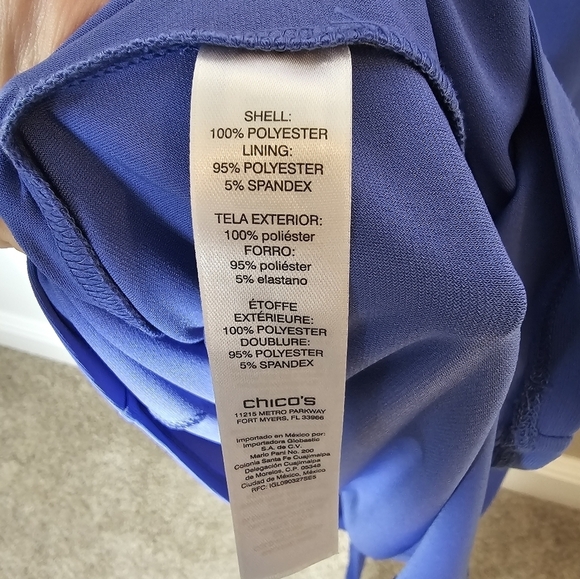 SHELL:
100% POLYESTER
LINING:
95% POLYESTER
5% SPANDEX
TELA EXTERIOR:
100% poliéster
FORRO:
95% poliéster
5% elastano
ÉTOFFE
EXTÉRIEURE:
100% POLYESTER
DOUBLURE:
95% POLYESTER
5% SPANDEX
chico's
11215 METRO PARKWAY
FORT MYERS, FL 33966
Importado en México por:
Importadora Globastic
S.A. de C.V.
Mario Pani No. 200
Colonia Santa Fe Cuajimalpa
Delegación Cuajimalpa
de Morelos, C.P. 05348
Ciudad de México, México
RFC: IGL090327SE5